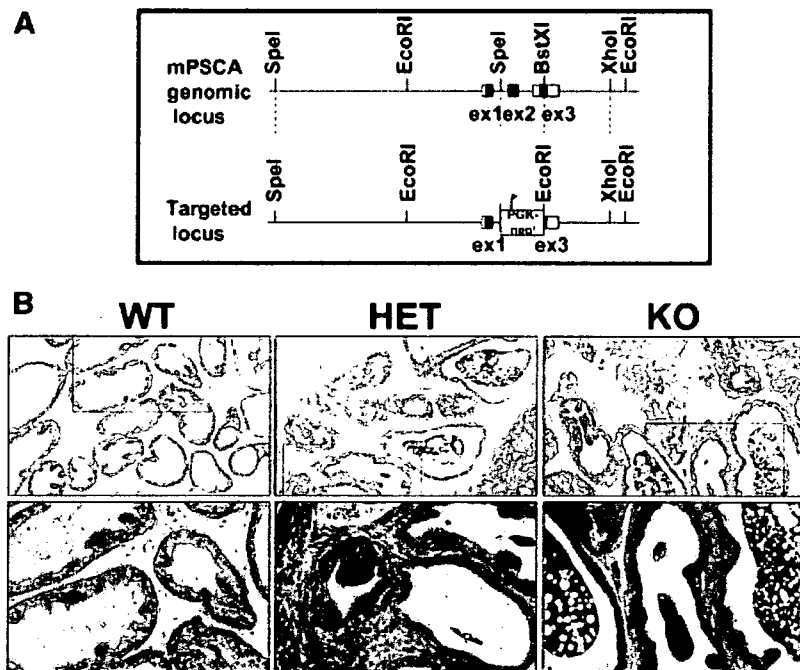 A
SpeI
EcoRI
SpeI
BstXI
XhoI
EcoRI
mPSCA
genomic
locus
ex1 ex2 ex3
SpeI
EcoRI
EcoRI
XhoI
EcoRI
Targeted
locus
PGK-
neo^r
ex1 ex3
B
WT HET KO